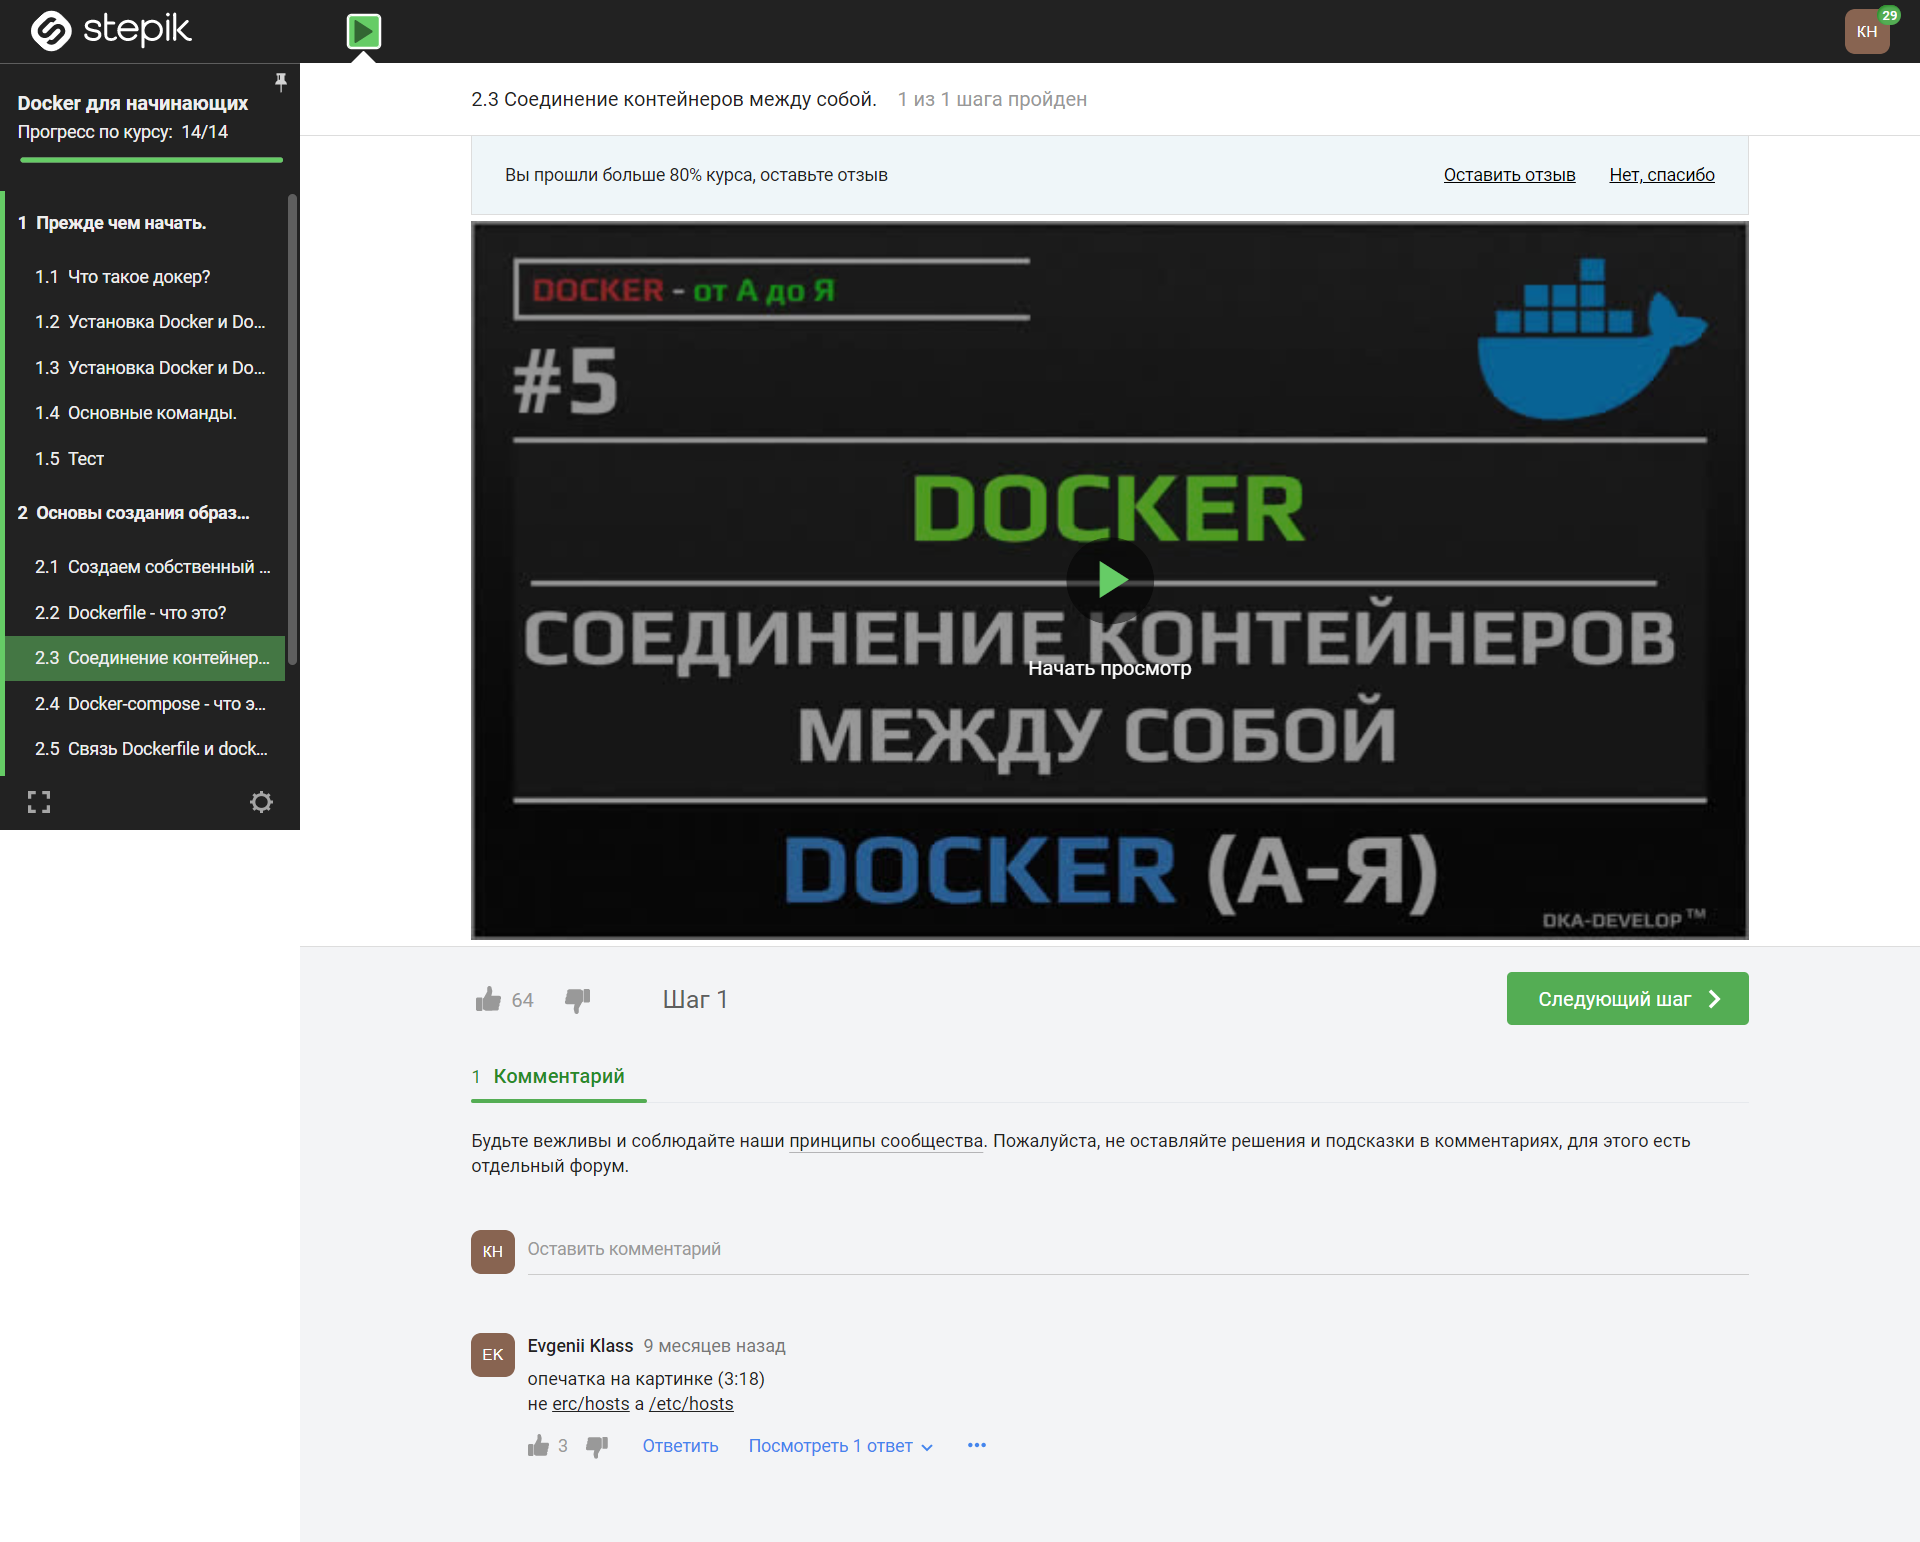 stepik
КН
29
Docker для начинающих
Прогресс по курсу: 14/14
1 Прежде чем начать.
1.1 Что такое докер?
1.2 Установка Docker и Do...
1.3 Установка Docker и Do...
1.4 Основные команды.
1.5 Тест
2 Основы создания образ...
2.1 Создаем собственный ...
2.2 Dockerfile - что это?
2.3 Соединение контейнер...
2.4 Docker-compose - что э...
2.5 Связь Dockerfile и dock...
2.3 Соединение контейнеров между собой. 1 из 1 шага пройден
Вы прошли больше 80% курса, оставьте отзыв
Оставить отзыв Нет, спасибо
DOCKER - от А до Я
#5
DOCKER
СОЕДИНЕНИЕ КОНТЕЙНЕРОВ
Начать просмотр
МЕЖДУ СОБОЙ
DOCKER (А-Я)
DKA-DEVELOP™
64 Шаг 1
Следующий шаг
1 Комментарий
Будьте вежливы и соблюдайте наши принципы сообщества. Пожалуйста, не оставляйте решения и подсказки в комментариях, для этого есть
отдельный форум.
КН Оставить комментарий
EK Evgenii Klass 9 месяцев назад
опечатка на картинке (3:18)
не erc/hosts а /etc/hosts
3 Ответить Посмотреть 1 ответ